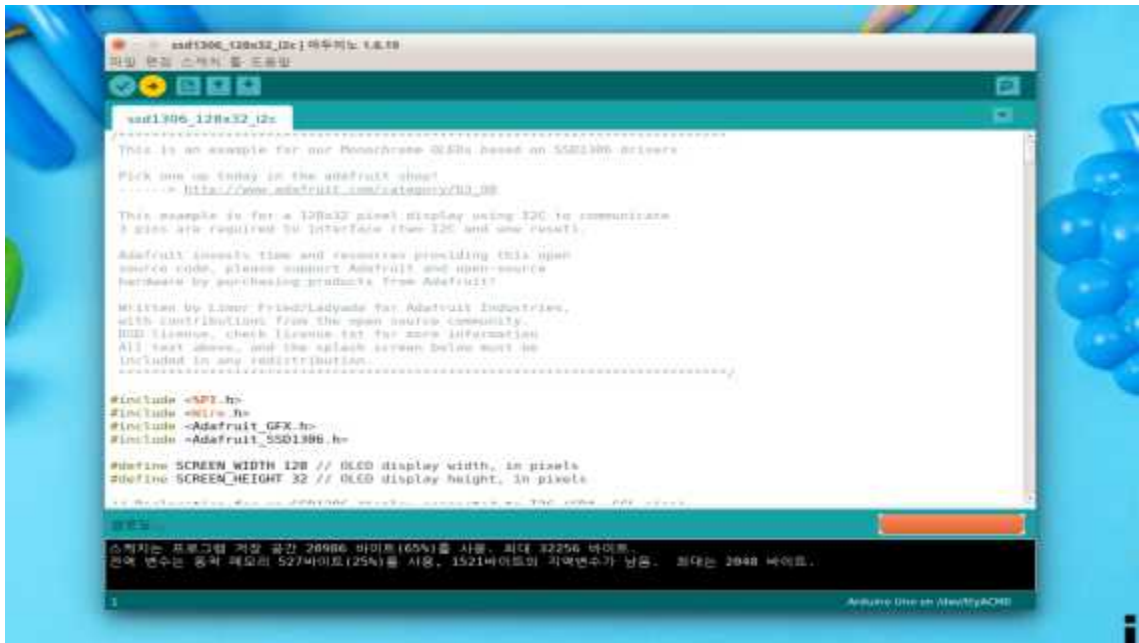 ssd1306_128x32_i2c | 아두이노 1.8.19
파일 편집 스케치 툴 도움말
ssd1306_128x32_i2c
This is an example for our Monochrome OLEDs based on SSD1306 drivers
Pick one up today in the adafruit shop!
------> http://www.adafruit.com/category/63_98
This example is for a 128x32 pixel display using I2C to communicate
3 pins are required to interface (two I2C and one reset).
Adafruit invests time and resources providing this open
source code, please support Adafruit and open-source
hardware by purchasing products from Adafruit!
Written by Limor Fried/Ladyada for Adafruit Industries,
with contributions from the open source community.
BSD license, check license.txt for more information
All text above, and the splash screen below must be
included in any redistribution.
#include <SPI.h>
#include <Wire.h>
#include <Adafruit_GFX.h>
#include <Adafruit_SSD1306.h>
#define SCREEN_WIDTH 128 // OLED display width, in pixels
#define SCREEN_HEIGHT 32 // OLED display height, in pixels
스케치는 프로그램 저장 공간 20986 바이트(65%)를 사용. 최대 32256 바이트.
전역 변수는 동적 메모리 527바이트(25%)를 사용, 1521바이트의 지역변수가 남음.  최대는 2048 바이트.
1
Arduino Uno on /dev/ttyACM0